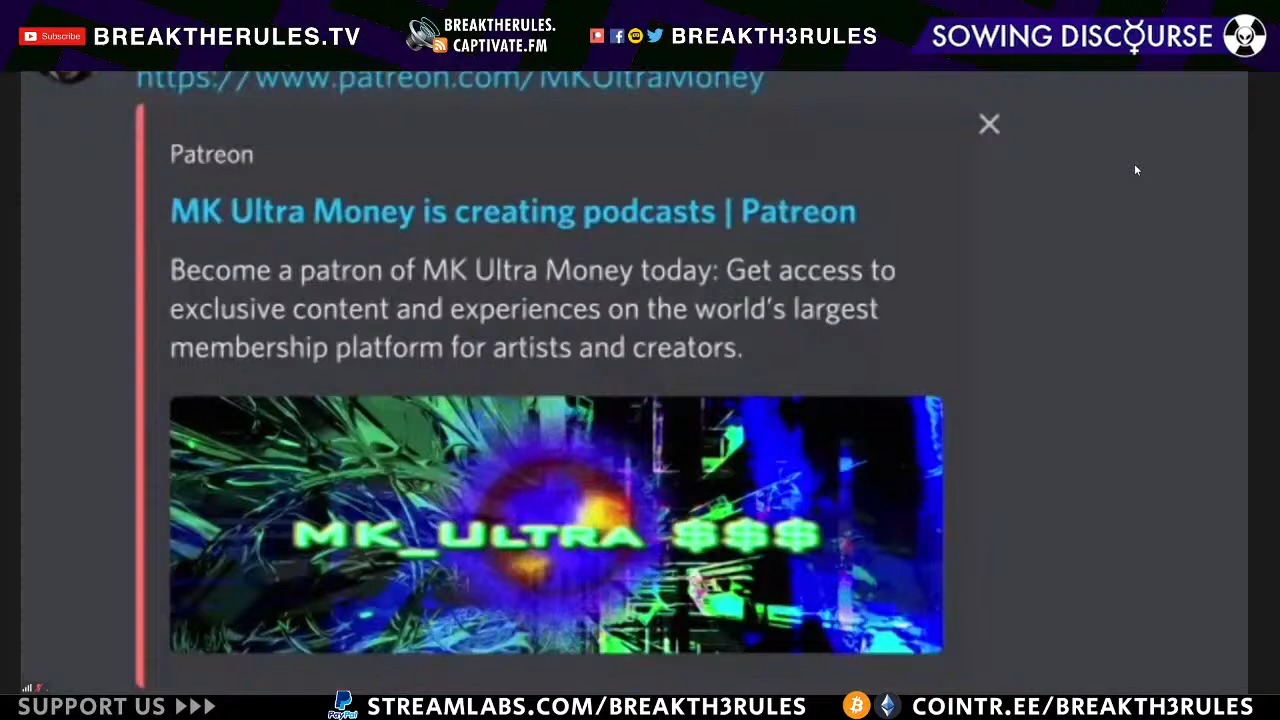 Subscribe
BREAKTHERULES.TV
BREAKTHERULES.
CAPTIVATE.FM
BREAKTH3RULES
SOWING DISCOURSE
https://www.patreon.com/MKUltraMoney
Patreon
MK Ultra Money is creating podcasts | Patreon
Become a patron of MK Ultra Money today: Get access to
exclusive content and experiences on the world's largest
membership platform for artists and creators.
MK_ULTRA $$$
SUPPORT US >>>
PayPal
STREAMLABS.COM/BREAKTH3RULES
COINTR.EE/BREAKTH3RULES